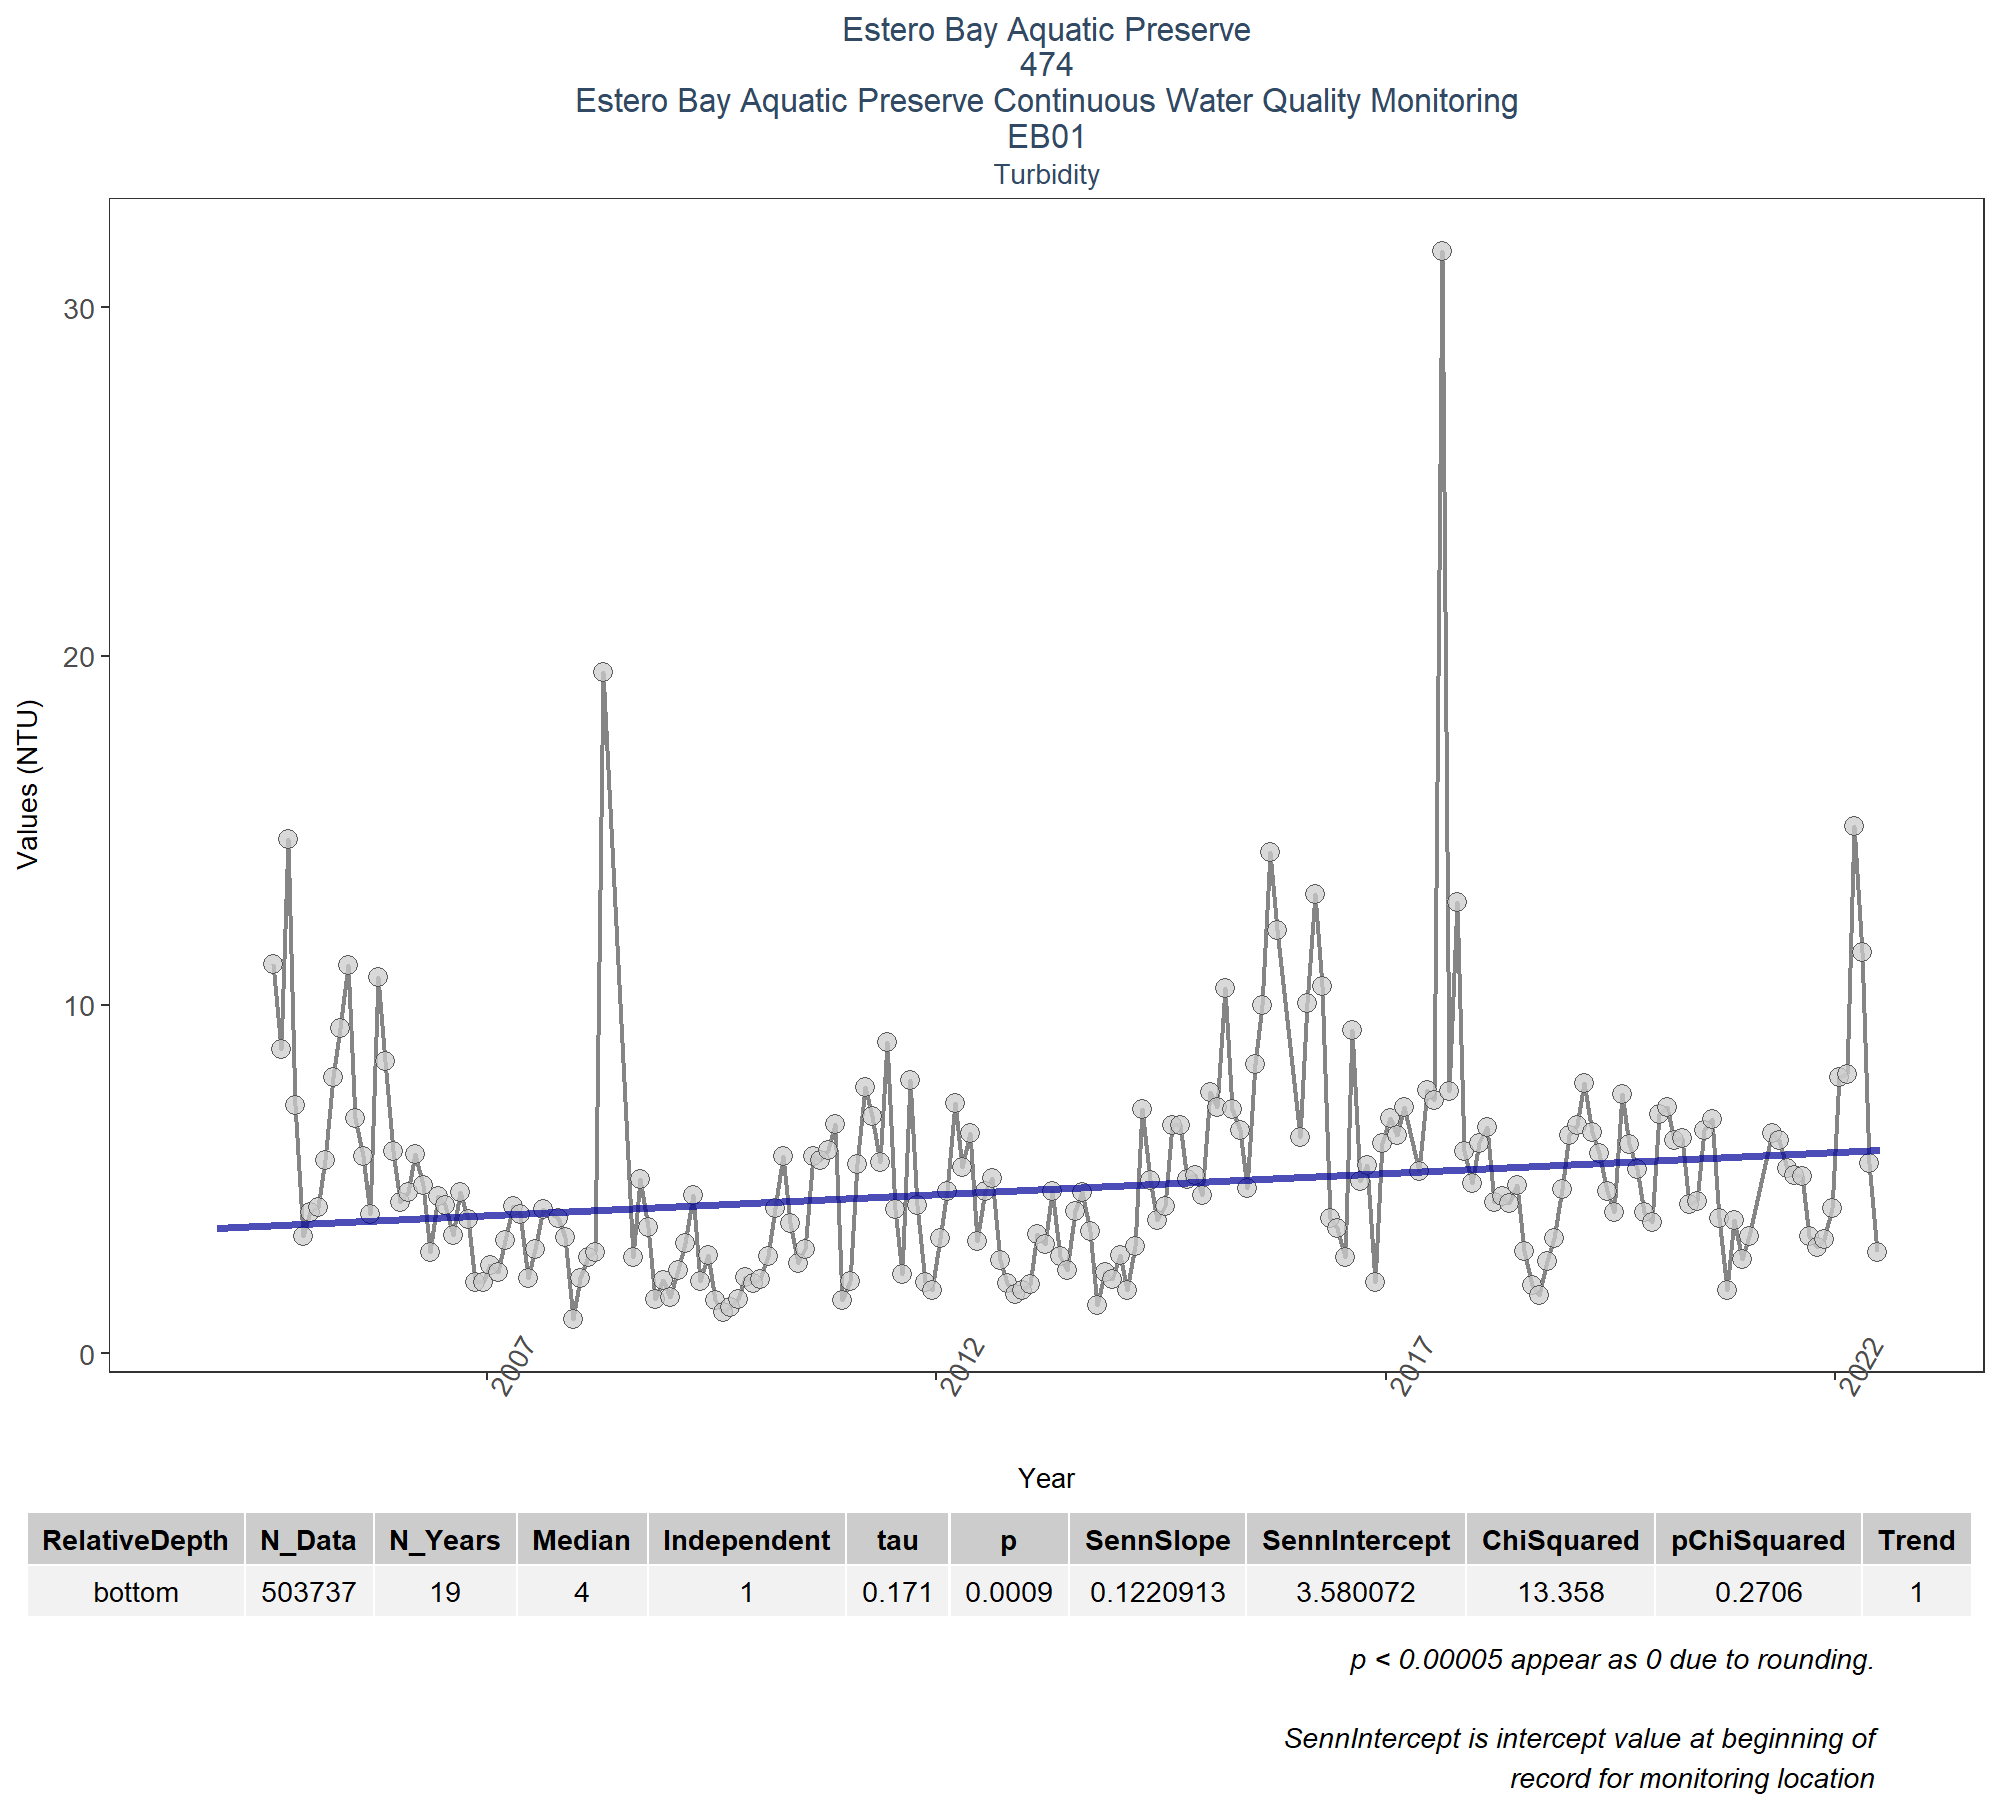 Estero Bay Aquatic Preserve
474
Estero Bay Aquatic Preserve Continuous Water Quality Monitoring
EB01
Turbidity
30
20
10
0
Values (NTU)
2007
2012
2017
2022
Year
RelativeDepth N_Data N_Years Median Independent tau p SennSlope SennIntercept ChiSquared pChiSquared Trend
bottom 503737 19 4 1 0.171 0.0009 0.1220913 3.580072 13.358 0.2706 1
p < 0.00005 appear as 0 due to rounding.
SennIntercept is intercept value at beginning of
record for monitoring location